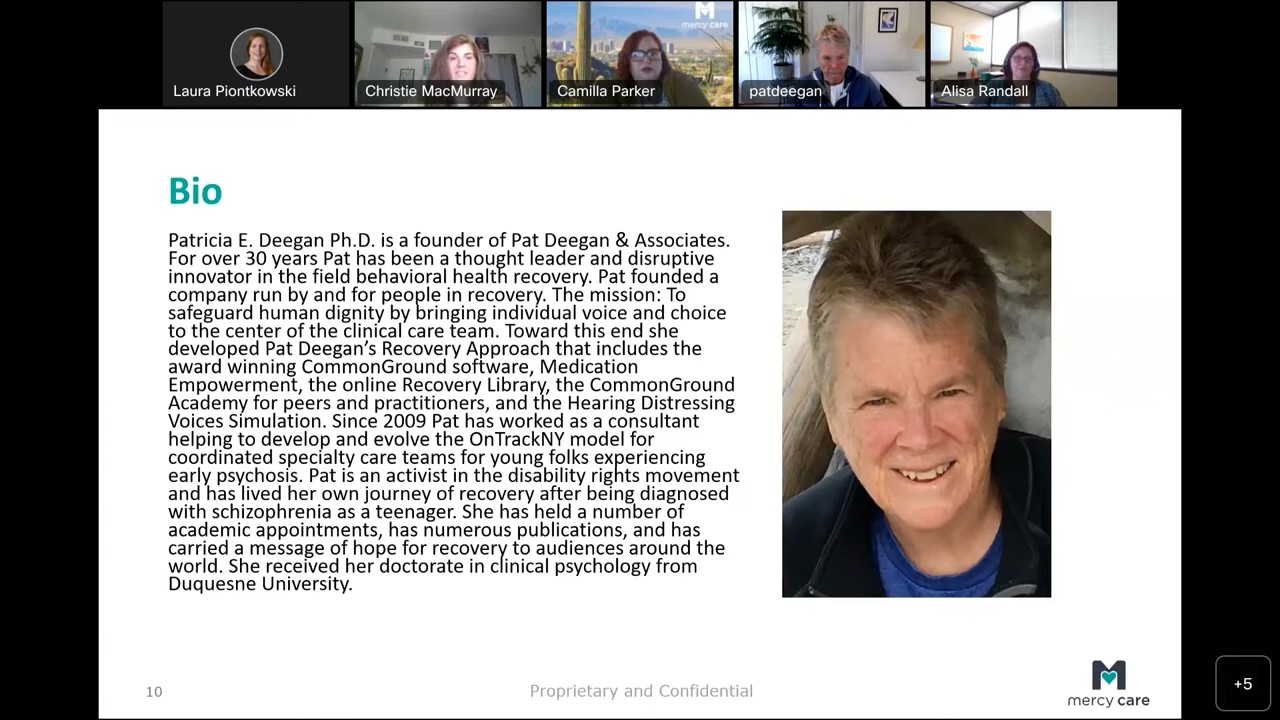 mercy care
Laura Piontkowski
Christie MacMurray
Camilla Parker
patdeegan
Alisa Randall
Bio
Patricia E. Deegan Ph.D. is a founder of Pat Deegan & Associates.
For over 30 years Pat has been a thought leader and disruptive
innovator in the field behavioral health recovery. Pat founded a
company run by and for people in recovery. The mission: To
safeguard human dignity by bringing individual voice and choice
to the center of the clinical care team. Toward this end she
developed Pat Deegan’s Recovery Approach that includes the
award winning CommonGround software, Medication
Empowerment, the online Recovery Library, the CommonGround
Academy for peers and practitioners, and the Hearing Distressing
Voices Simulation. Since 2009 Pat has worked as a consultant
helping to develop and evolve the OnTrackNY model for
coordinated specialty care teams for young folks experiencing
early psychosis. Pat is an activist in the disability rights movement
and has lived her own journey of recovery after being diagnosed
with schizophrenia as a teenager. She has held a number of
academic appointments, has numerous publications, and has
carried a message of hope for recovery to audiences around the
world. She received her doctorate in clinical psychology from
Duquesne University.
10
Proprietary and Confidential
mercy care
+5